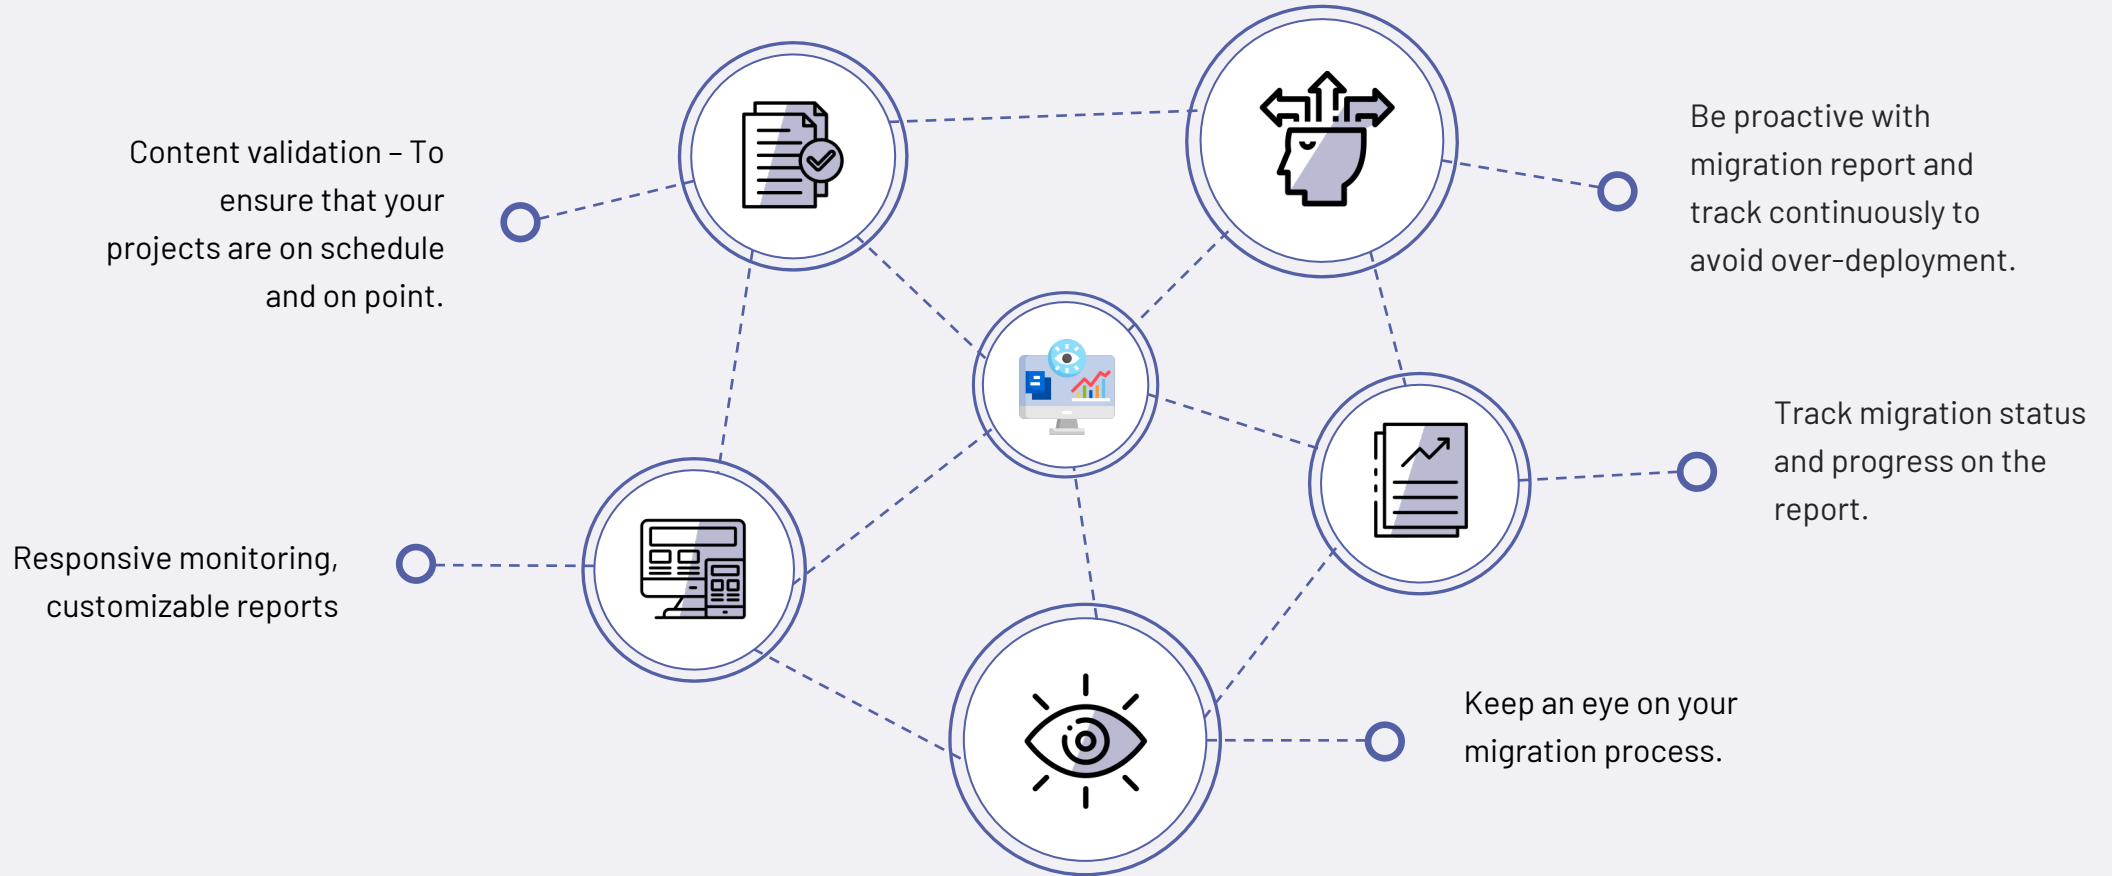 Content validation – To
ensure that your
projects are on schedule
and on point.
Be proactive with
migration report and
track continuously to
avoid over-deployment.
Track migration status
and progress on the
report.
Responsive monitoring,
customizable reports
Keep an eye on your
migration process.